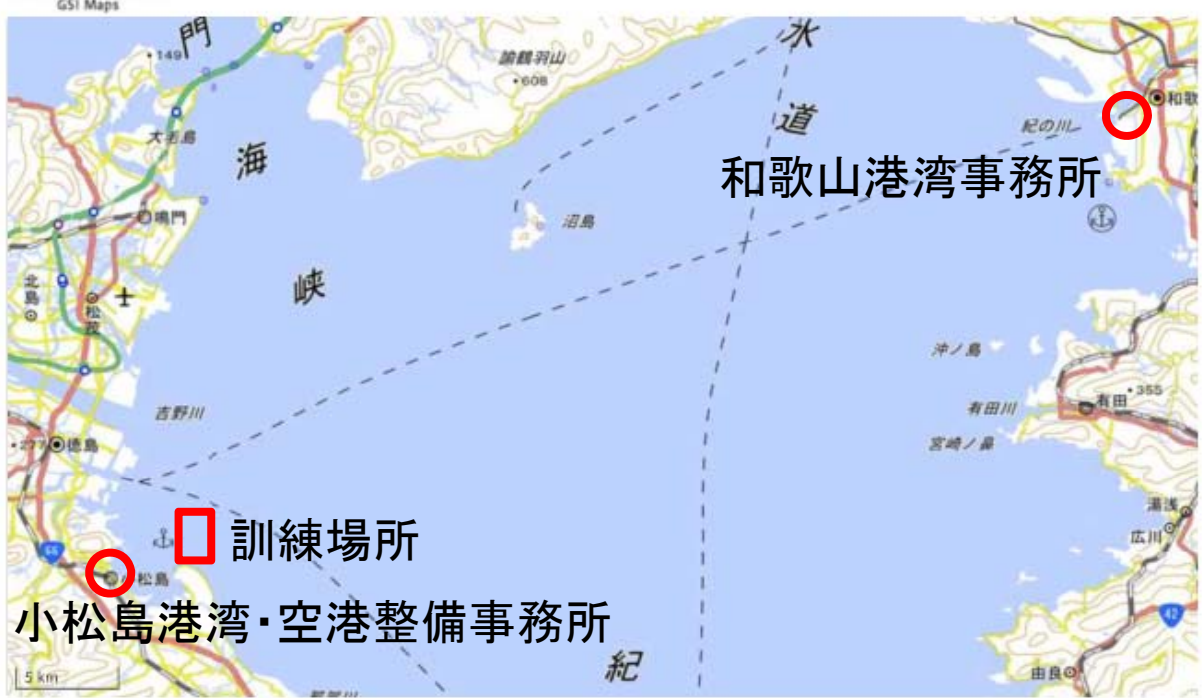 GSI Maps
門
水
・149
諭鶴羽山
・608
道
大毛島
海
紀の川
和歌
和歌山港湾事務所
鳴門
沼島
峡
北島
松茂
沖ノ島
・355
有田
有田川
吉野川
宮崎ノ鼻
・277
徳島
湯浅
訓練場所
広川
55
小松島
小松島港湾・空港整備事務所
42
紀
由良
5 km